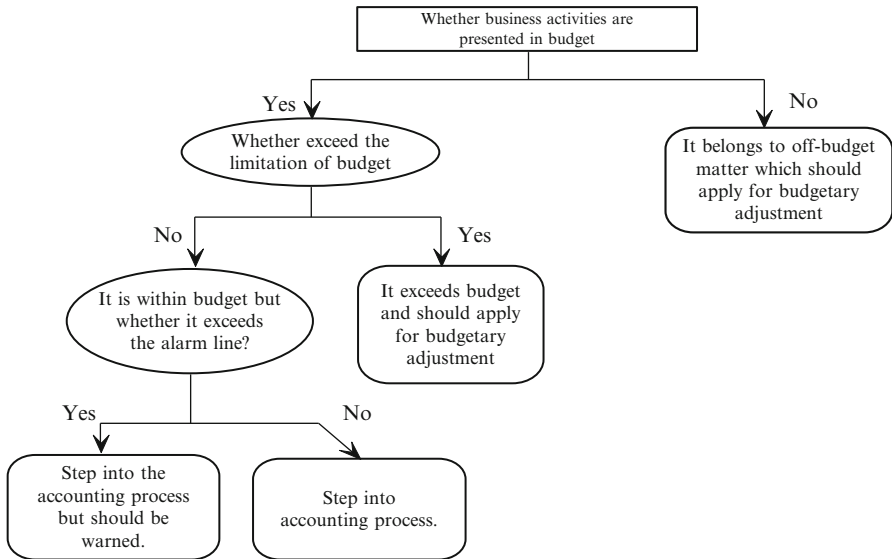 Whether business activities are
presented in budget
Yes
No
Whether exceed the
limitation of budget
It belongs to off-budget
matter which should
apply for budgetary
adjustment
No
Yes
It is within budget but
whether it exceeds
the alarm line?
It exceeds budget
and should apply
for budgetary
adjustment
Yes
No
Step into the
accounting process
but should be
warned.
Step into
accounting process.